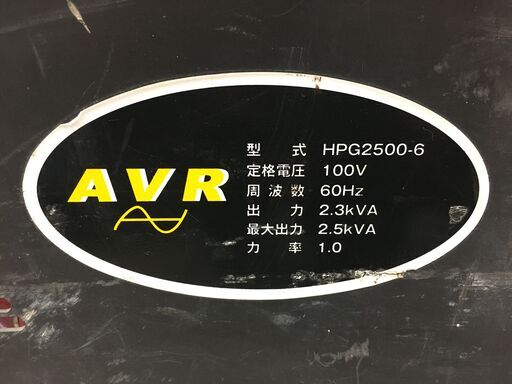 AVR
型式 HPG2500-6
定格電圧 100V
周波数 60Hz
出力 2.3kVA
最大出力 2.5kVA
力率 1.0